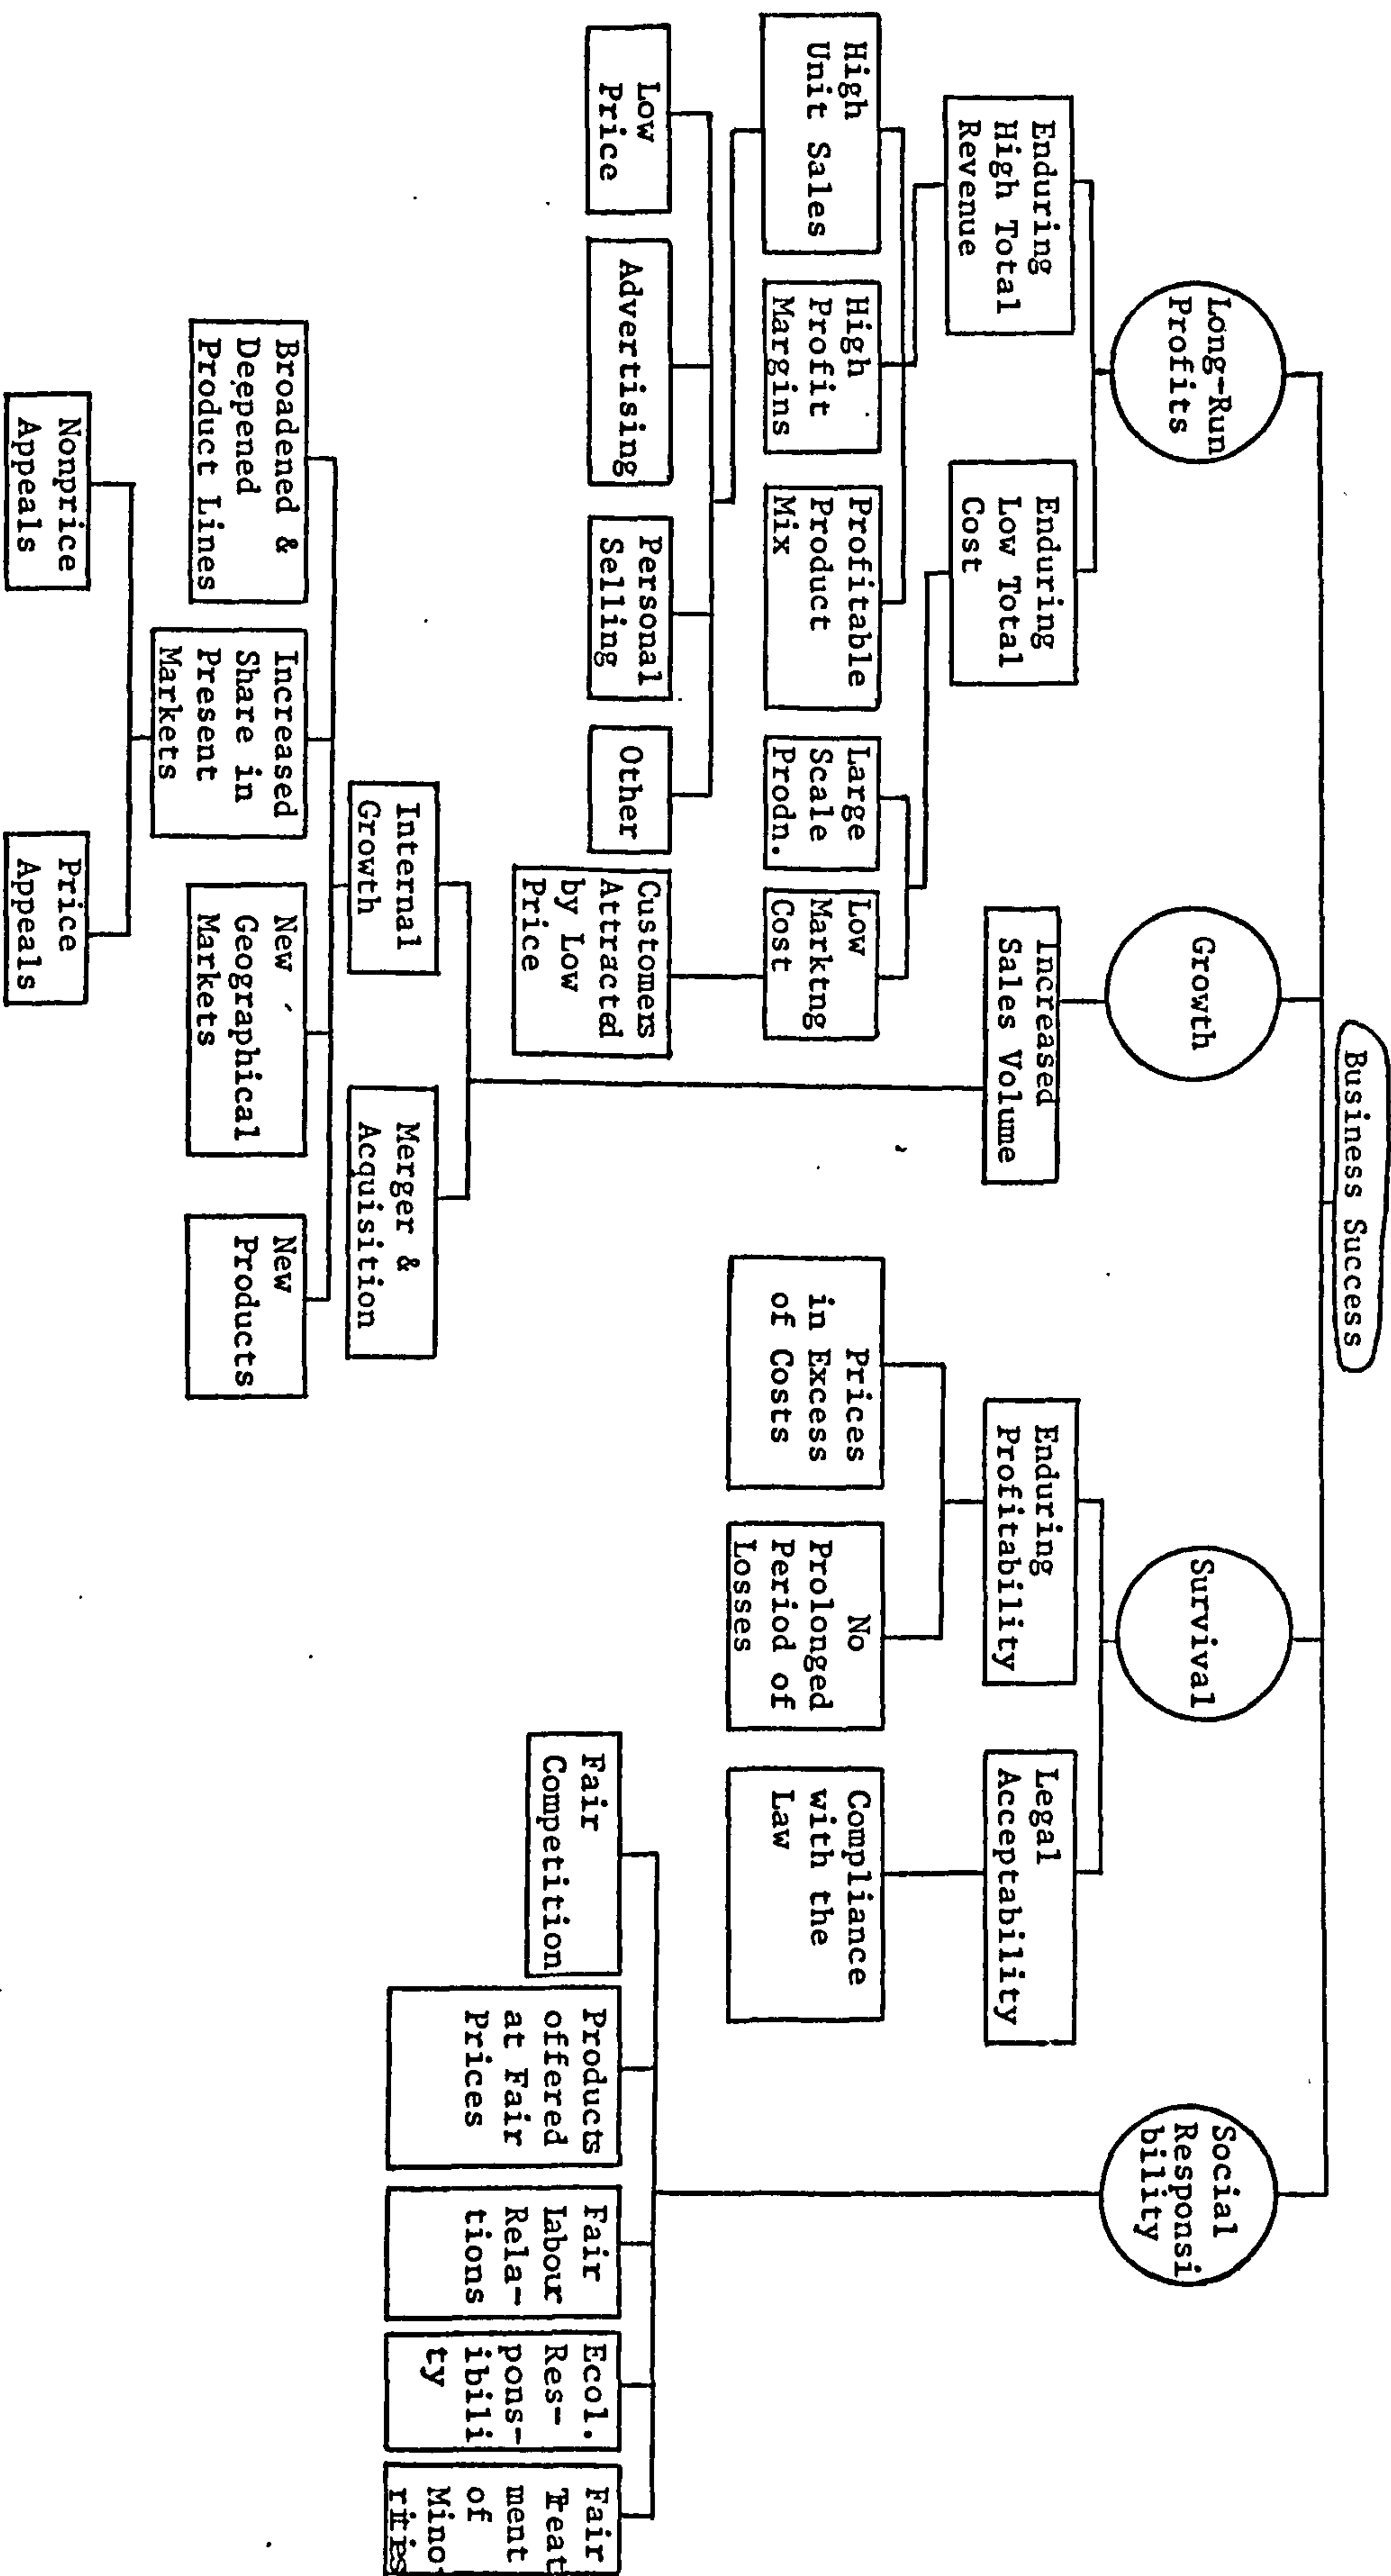 Business Success
Long-Run
Profits
Growth
Survival
Social
Responsi
bility
Enduring
High Total
Revenue
Enduring
Low Total
Cost
Increased
Sales Volume
Enduring
Profitability
Legal
Acceptability
High
Unit Sales
High
Profit
Margins
Profitable
Product
Mix
Large
Scale
Prodn.
Low
Marktng
Cost
Prices
in Excess
of Costs
No
Prolonged
Period of
Losses
Compliance
with the
Law
Low
Price
Advertising
Personal
Selling
Other
Customers
Attracted
by Low
Price
Fair
Competition
Products
offered
at Fair
Prices
Fair
Labour
Rela-
tions
Ecol.
Res-
pons-
ibili
ty
Fair
Treat
ment
of
Mino-
rities
Internal
Growth
Merger &
Acquisition
Broadened &
Deepened
Product Lines
Increased
Share in
Present
Markets
New
Geographical
Markets
New
Products
Nonprice
Appeals
Price
Appeals